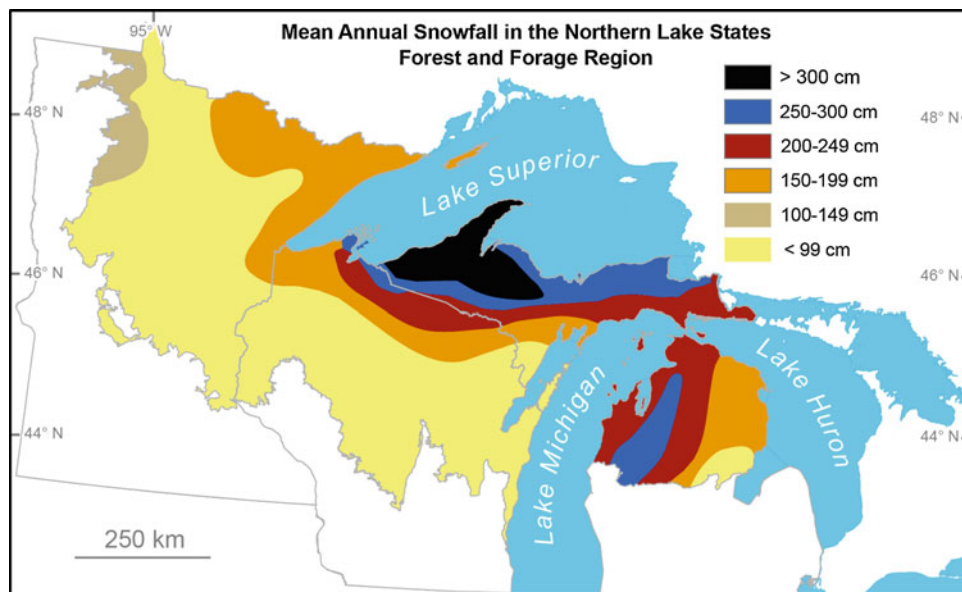 Mean Annual Snowfall in the Northern Lake States
Forest and Forage Region
95° W
> 300 cm
250-300 cm
200-249 cm
150-199 cm
100-149 cm
< 99 cm
48° N
48° N
Lake Superior
46° N
46° N
Lake Michigan
Lake Huron
44° N
44° N
250 km